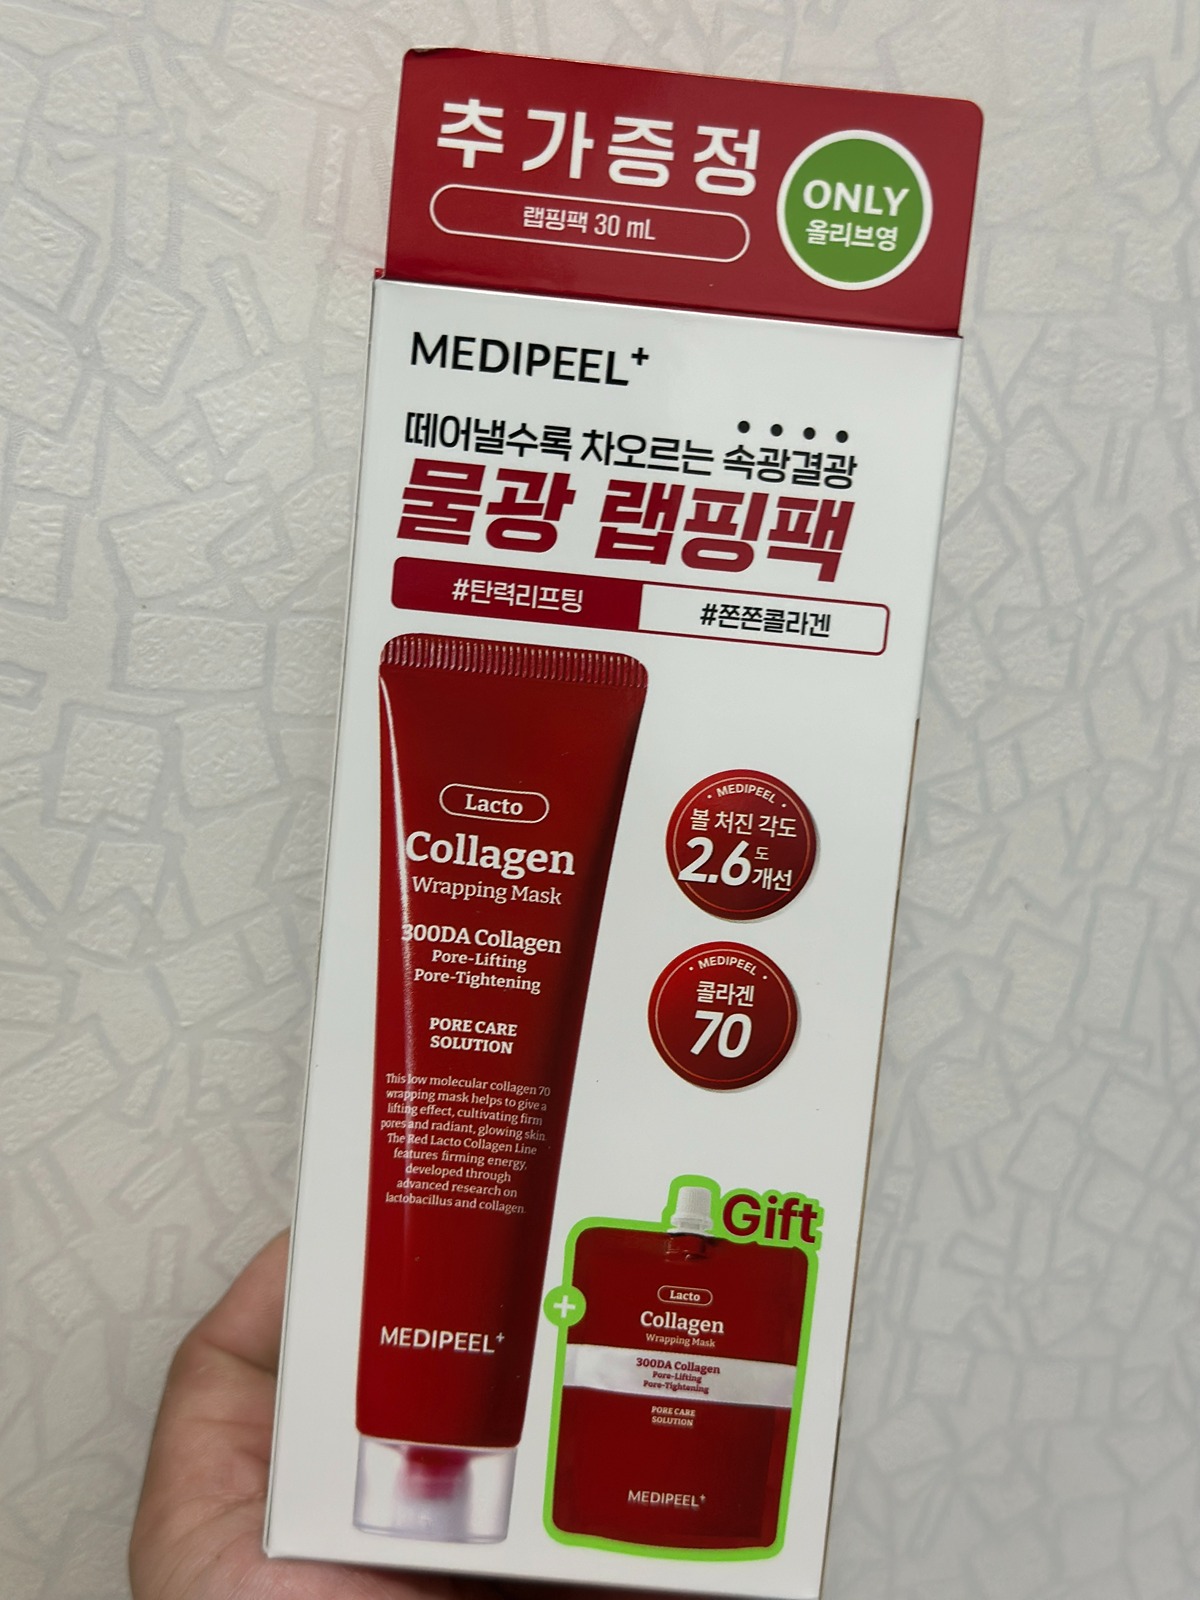 추가증정
랩핑팩 30 mL
ONLY
올리브영
MEDIPEEL+
떼어낼수록 차오르는 속광결광
물광 랩핑팩
#탄력리프팅
#쫀쫀콜라겐
Lacto
Collagen
Wrapping Mask
300DA Collagen
Pore-Lifting
Pore-Tightening
PORE CARE
SOLUTION
This low molecular collagen 70
wrapping mask helps to give a
lifting effect, cultivating firm
pores and radiant, glowing skin.
The Red Lacto Collagen Line
features firming energy,
developed through
advanced research on
lactobacillus and collagen.
MEDIPEEL+
MEDIPEEL
볼 처진 각도
2.6도
개선
MEDIPEEL
콜라겐
70
Gift
+
Lacto
Collagen
Wrapping Mask
300DA Collagen
Pore-Lifting
Pore-Tightening
PORE CARE
SOLUTION
MEDIPEEL+